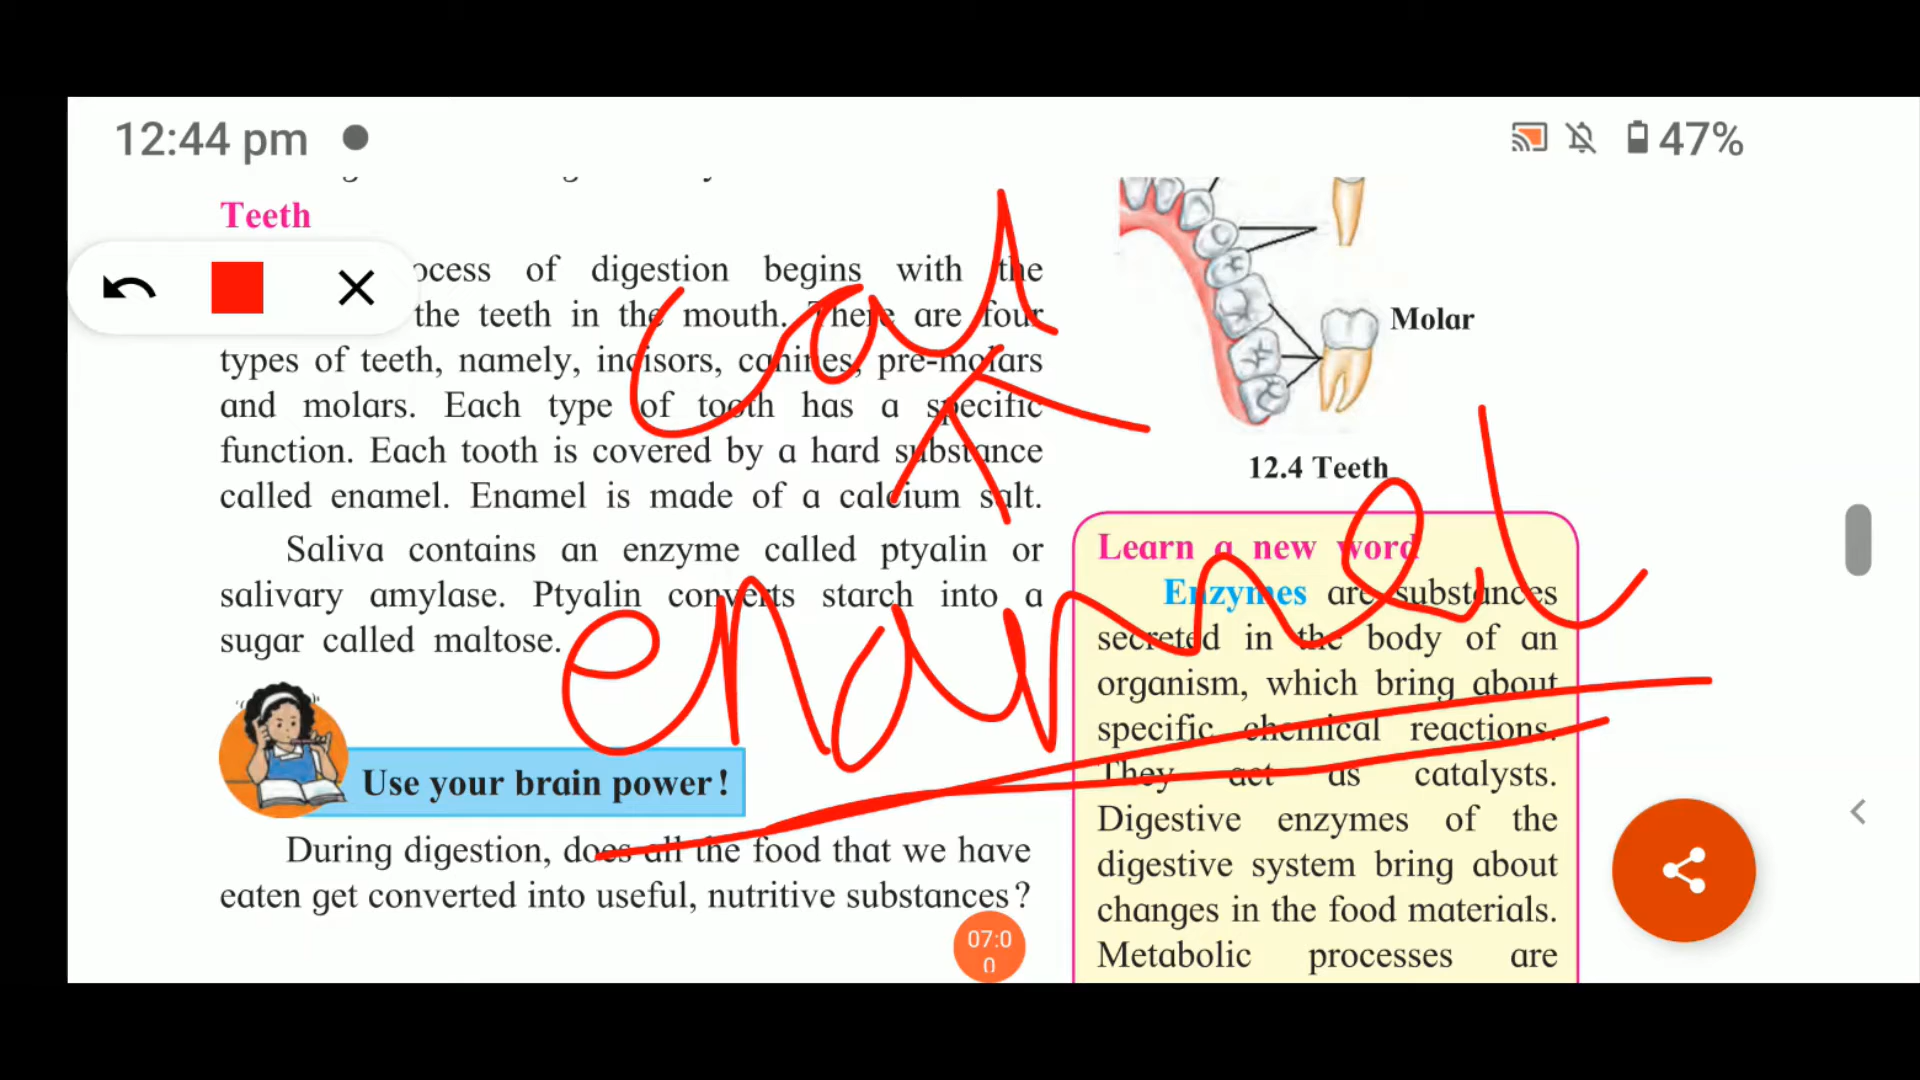 12:44 pm
47%
Teeth
ocess of digestion begins with the
the teeth in the mouth. There are four
types of teeth, namely, incisors, canines, pre-molars
and molars. Each type of tooth has a specific
function. Each tooth is covered by a hard substance
called enamel. Enamel is made of a calcium salt.
Saliva contains an enzyme called ptyalin or
salivary amylase. Ptyalin converts starch into a
sugar called maltose.
Use your brain power!
During digestion, does all the food that we have
eaten get converted into useful, nutritive substances?
07:0
0
Molar
12.4 Teeth
Learn a new word
Enzymes are substances
secreted in the body of an
organism, which bring about
specific chemical reactions.
They act as catalysts.
Digestive enzymes of the
digestive system bring about
changes in the food materials.
Metabolic processes are
cal
enamel